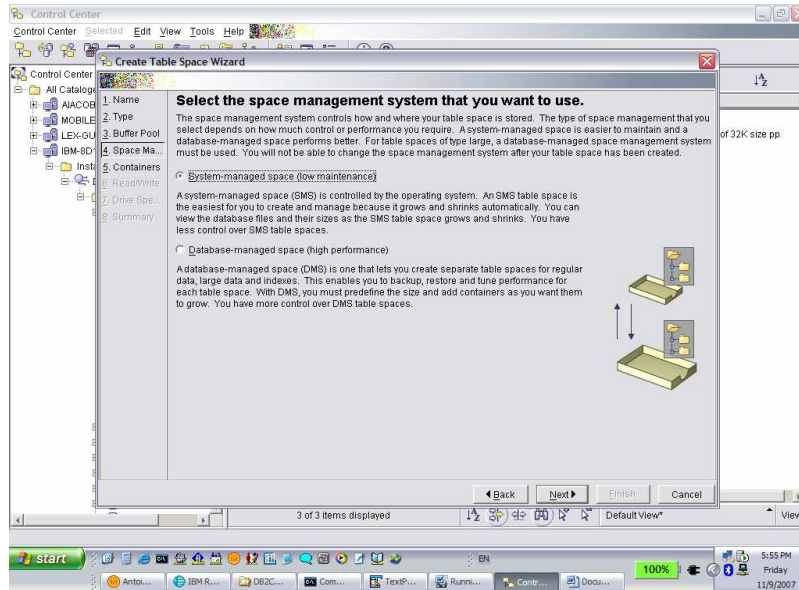 Control Center
Control Center Selected Edit View Tools Help
Create Table Space Wizard
Control Center
All Cataloge
AIACOB
MOBILE
LEX-GU
IBM-8D
Insta
of 32K size pp
1. Name
2. Type
3. Buffer Pool
4. Space Ma...
5. Containers
6. Read/Write
7. Drive Spe...
8. Summary
Select the space management system that you want to use.
The space management system controls how and where your table space is stored. The type of space management that you
select depends on how much control or performance you require. A system-managed space is easier to maintain and a
database-managed space performs better. For table spaces of type large, a database-managed space management system
must be used. You will not be able to change the space management system after your table space has been created.
System-managed space (low maintenance)
A system-managed space (SMS) is controlled by the operating system. An SMS table space is
the easiest for you to create and manage because it grows and shrinks automatically. You can
view the database files and their sizes as the SMS table space grows and shrinks. You have
less control over SMS table spaces.
Database-managed space (high performance)
A database-managed space (DMS) is one that lets you create separate table spaces for regular
data, large data and indexes. This enables you to backup, restore and tune performance for
each table space. With DMS, you must predefine the size and add containers as you want them
to grow. You have more control over DMS table spaces.
Back Next Finish Cancel
3 of 3 items displayed Default View* View
start EN 100% 5:55 PM
Friday
Antoi... IBM R... DB2C... Com... TextP... Runni... Contr... Docu... 11/9/2007